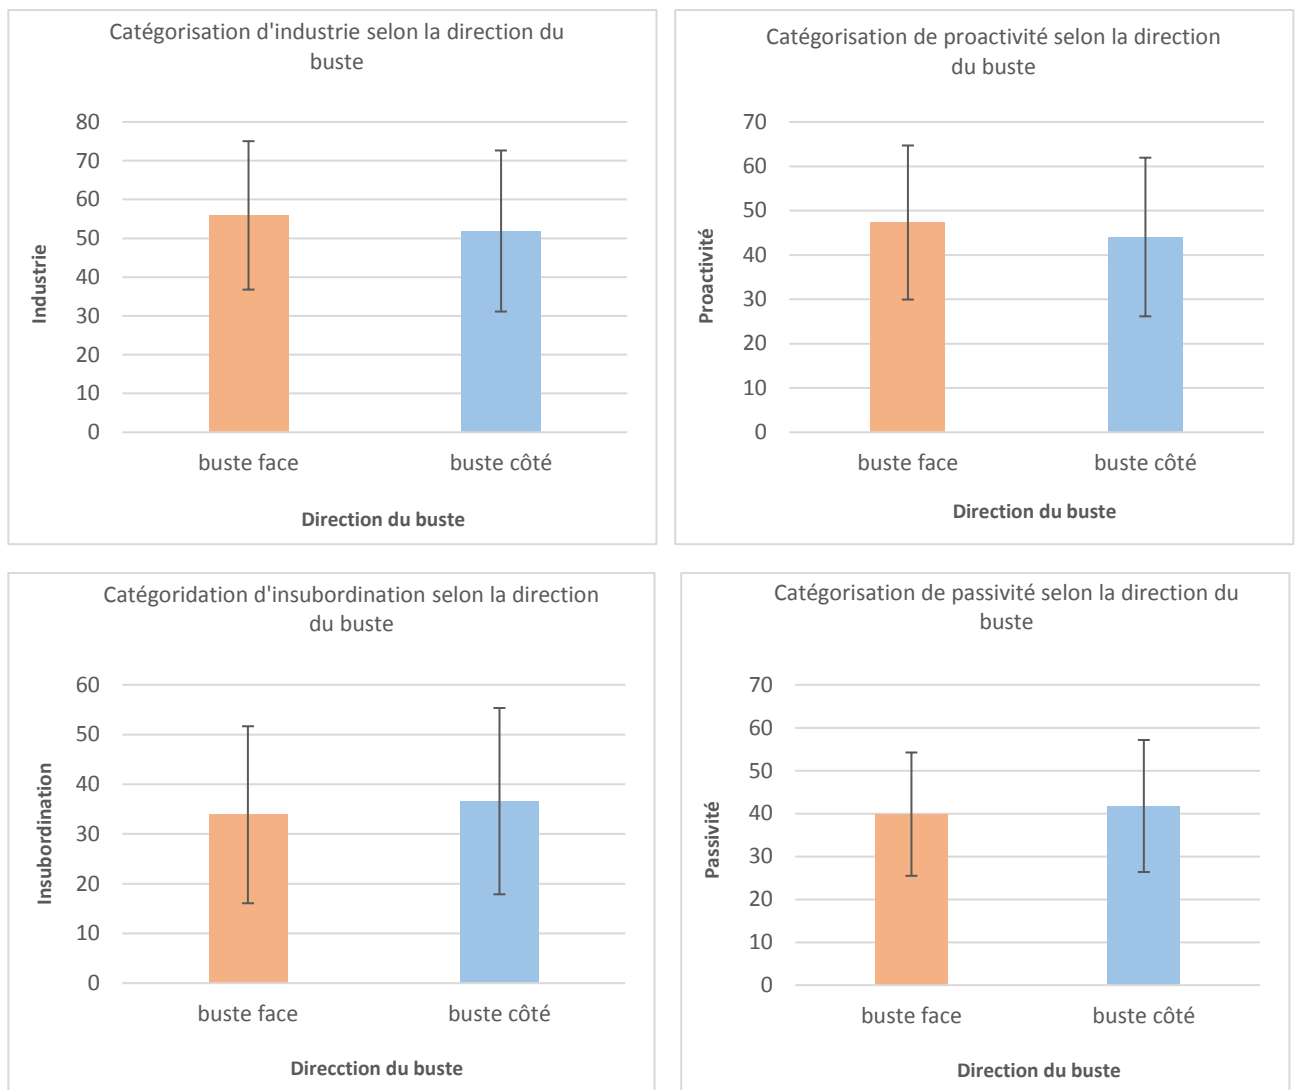 Catégorisation d'industrie selon la direction du
buste
80
70
60
50
40
30
20
10
0
Industrie
buste face
buste côté
Direction du buste
Catégorisation de proactivité selon la direction
du buste
70
60
50
40
30
20
10
0
Proactivité
buste face
buste côté
Direction du buste
Catégoridation d'insubordination selon la direction
du buste
60
50
40
30
20
10
0
Insubordination
buste face
buste côté
Direcction du buste
Catégorisation de passivité selon la direction du
buste
70
60
50
40
30
20
10
0
Passivité
buste face
buste côté
Direction du buste